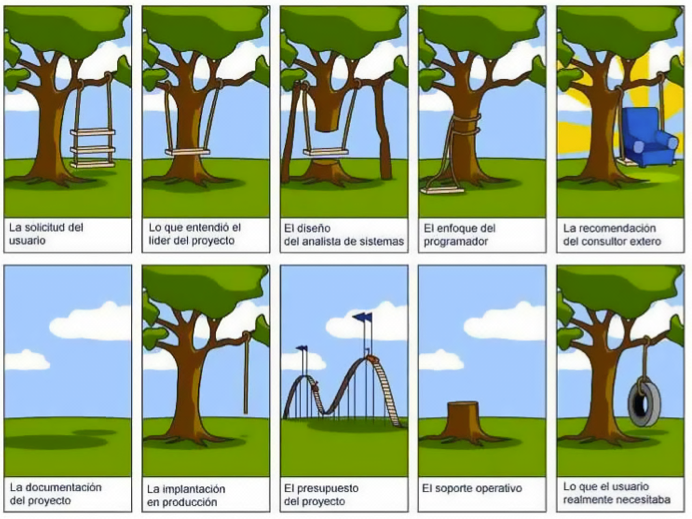 La solicitud del
usuario
Lo que entendió el
líder del proyecto
El diseño
del analista de sistemas
El enfoque del
programador
La recomendación
del consultor extero
La documentación
del proyecto
La implantación
en producción
El presupuesto
del proyecto
El soporte operativo
Lo que el usuario
realmente necesitaba